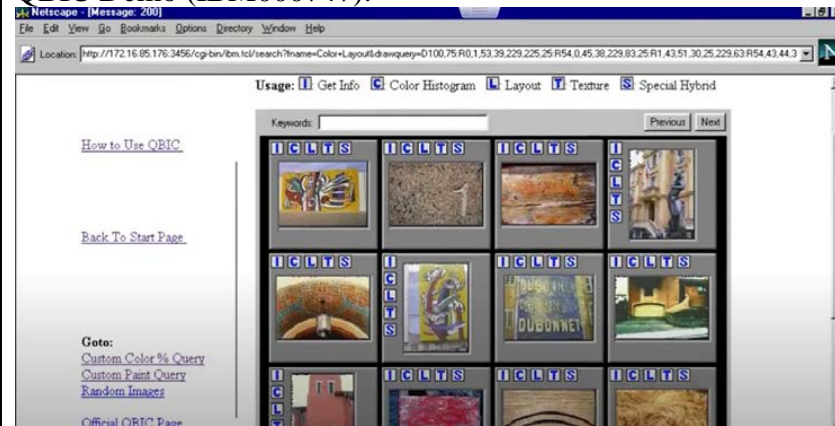 Netscape - [Message: 200]
File Edit View Go Bookmarks Options Directory Window Help
Location: http://172.16.85.176:3456/cgi-bin/ibm.tcl/search?fname=Color+Layout&drawquery=D100,75:R0,1,53,39,229,225,25:R54,0,45,38,229,83,25:R1,43,51,30,25,229,63:R54,43,44,3
Usage: I Get Info C Color Histogram L Layout T Texture S Special Hybrid
Keywords: Previous Next
How to Use QBIC
I C L T S I C L T S I C L T S I C L T S
Back To Start Page
I C L T S I C L T S I C L T S I C L T S
DUBONNET
Goto:
Custom Color % Query
Custom Paint Query
Random Images
I C L T I C L T S I C L T S I C L T S
Official QBIC Page